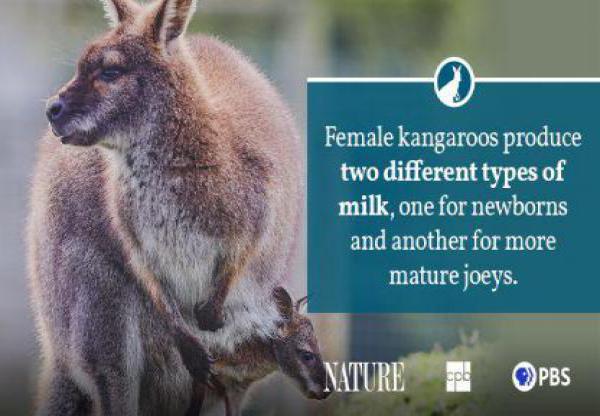 Female kangaroos produce
two different types of
milk, one for newborns
and another for more
mature joeys.
NATURE cpb PBS